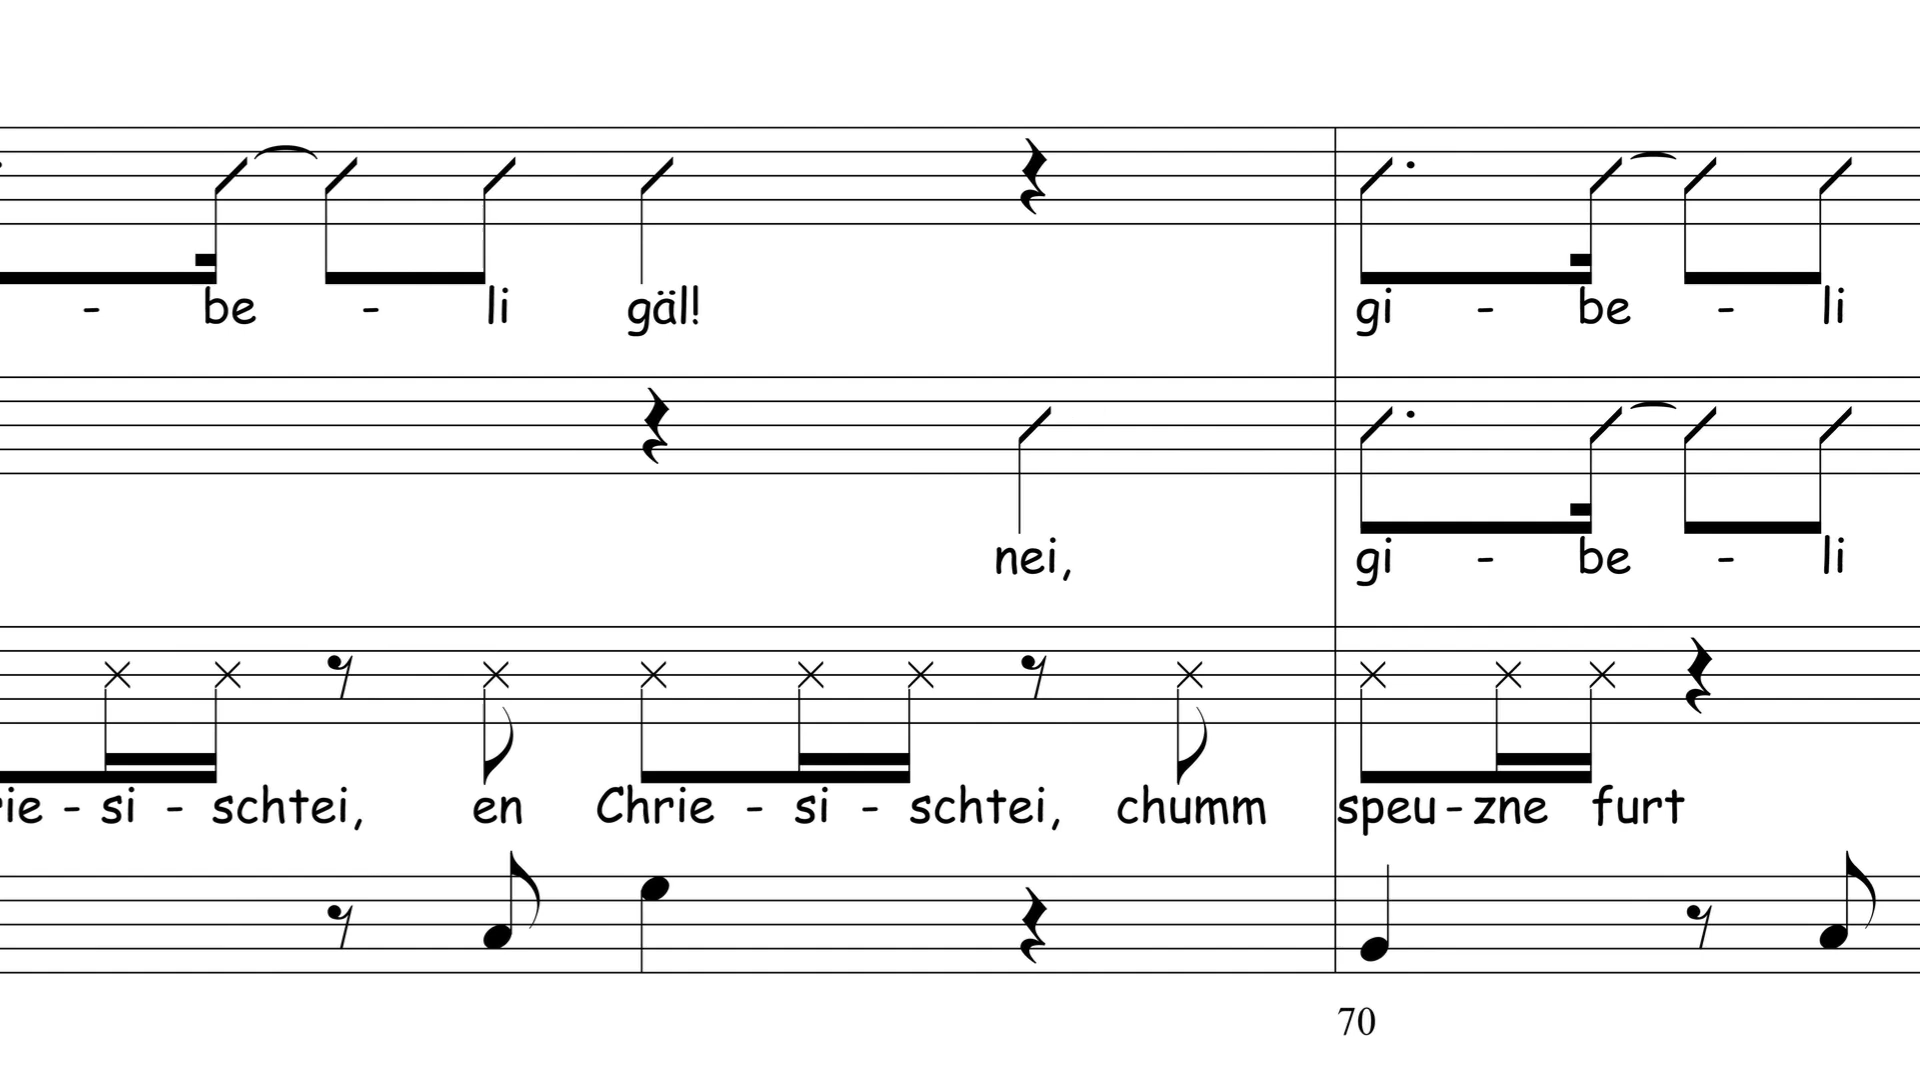 - be - li gäl! gi - be - li
nei, gi - be - li
ie - si - schtei, en Chrie - si - schtei, chumm speu - zne furt
70